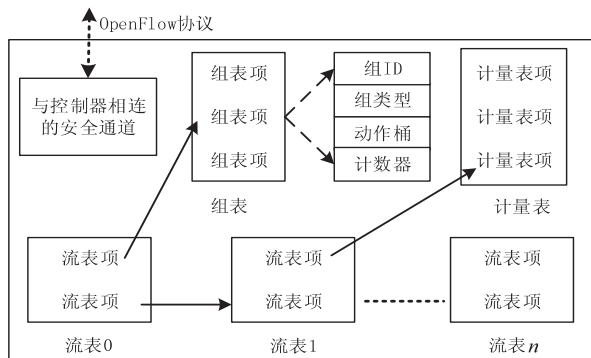 OpenFlow协议
与控制器相连
的安全通道
组表项
组表项
组表项
组表
组ID
组类型
动作桶
计数器
计量表项
计量表项
计量表项
计量表
流表项
流表项
流表0
流表项
流表项
流表1
流表项
流表项
流表n